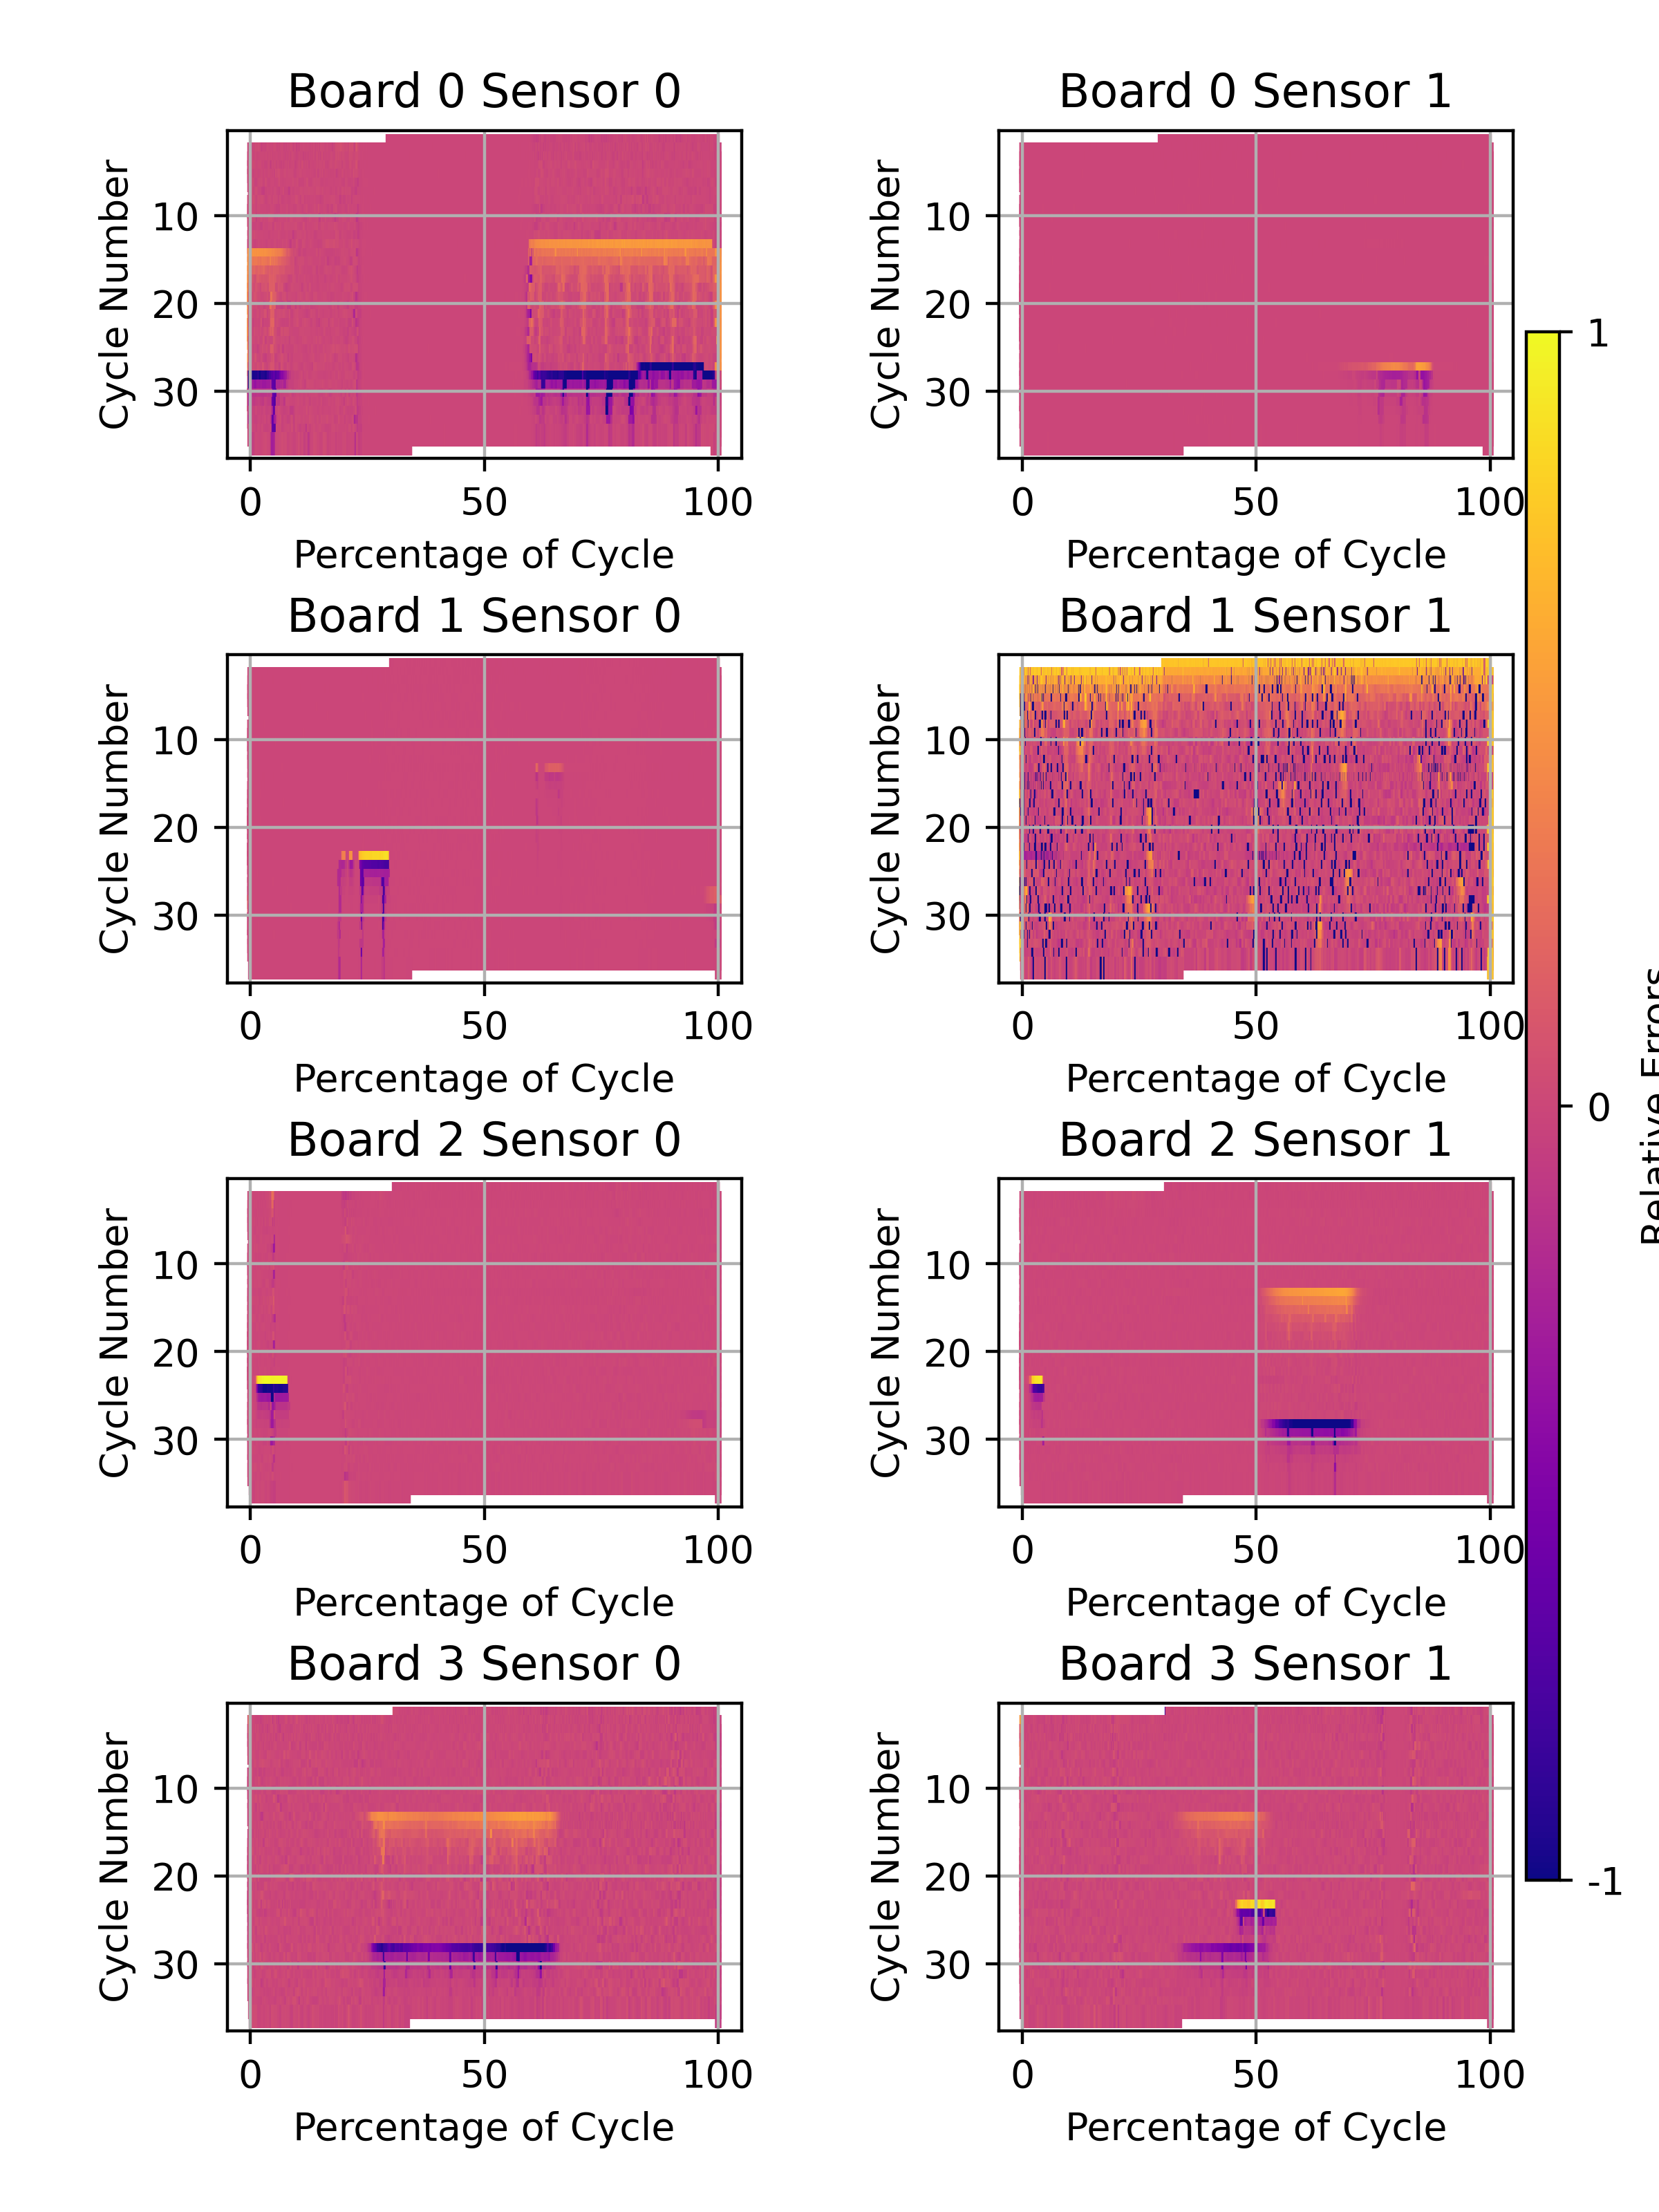 Board 0 Sensor 0
Cycle Number
10
20
30
0 50 100
Percentage of Cycle
Board 0 Sensor 1
Cycle Number
10
20
30
0 50 100
Percentage of Cycle
Board 1 Sensor 0
Cycle Number
10
20
30
0 50 100
Percentage of Cycle
Board 1 Sensor 1
Cycle Number
10
20
30
0 50 100
Percentage of Cycle
Board 2 Sensor 0
Cycle Number
10
20
30
0 50 100
Percentage of Cycle
Board 2 Sensor 1
Cycle Number
10
20
30
0 50 100
Percentage of Cycle
Board 3 Sensor 0
Cycle Number
10
20
30
0 50 100
Percentage of Cycle
Board 3 Sensor 1
Cycle Number
10
20
30
0 50 100
Percentage of Cycle
1
0
-1
Relative Errors